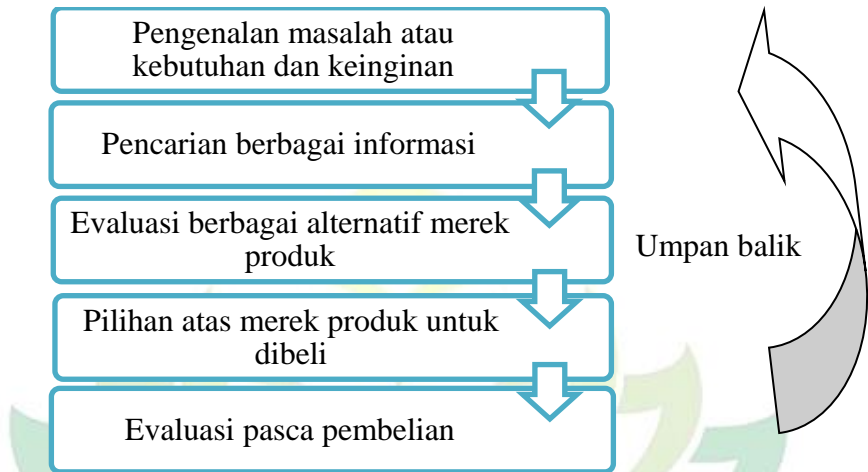 Pengenalan masalah atau
kebutuhan dan keinginan
Pencarian berbagai informasi
Evaluasi berbagai alternatif merek
produk
Umpan balik
Pilihan atas merek produk untuk
dibeli
Evaluasi pasca pembelian